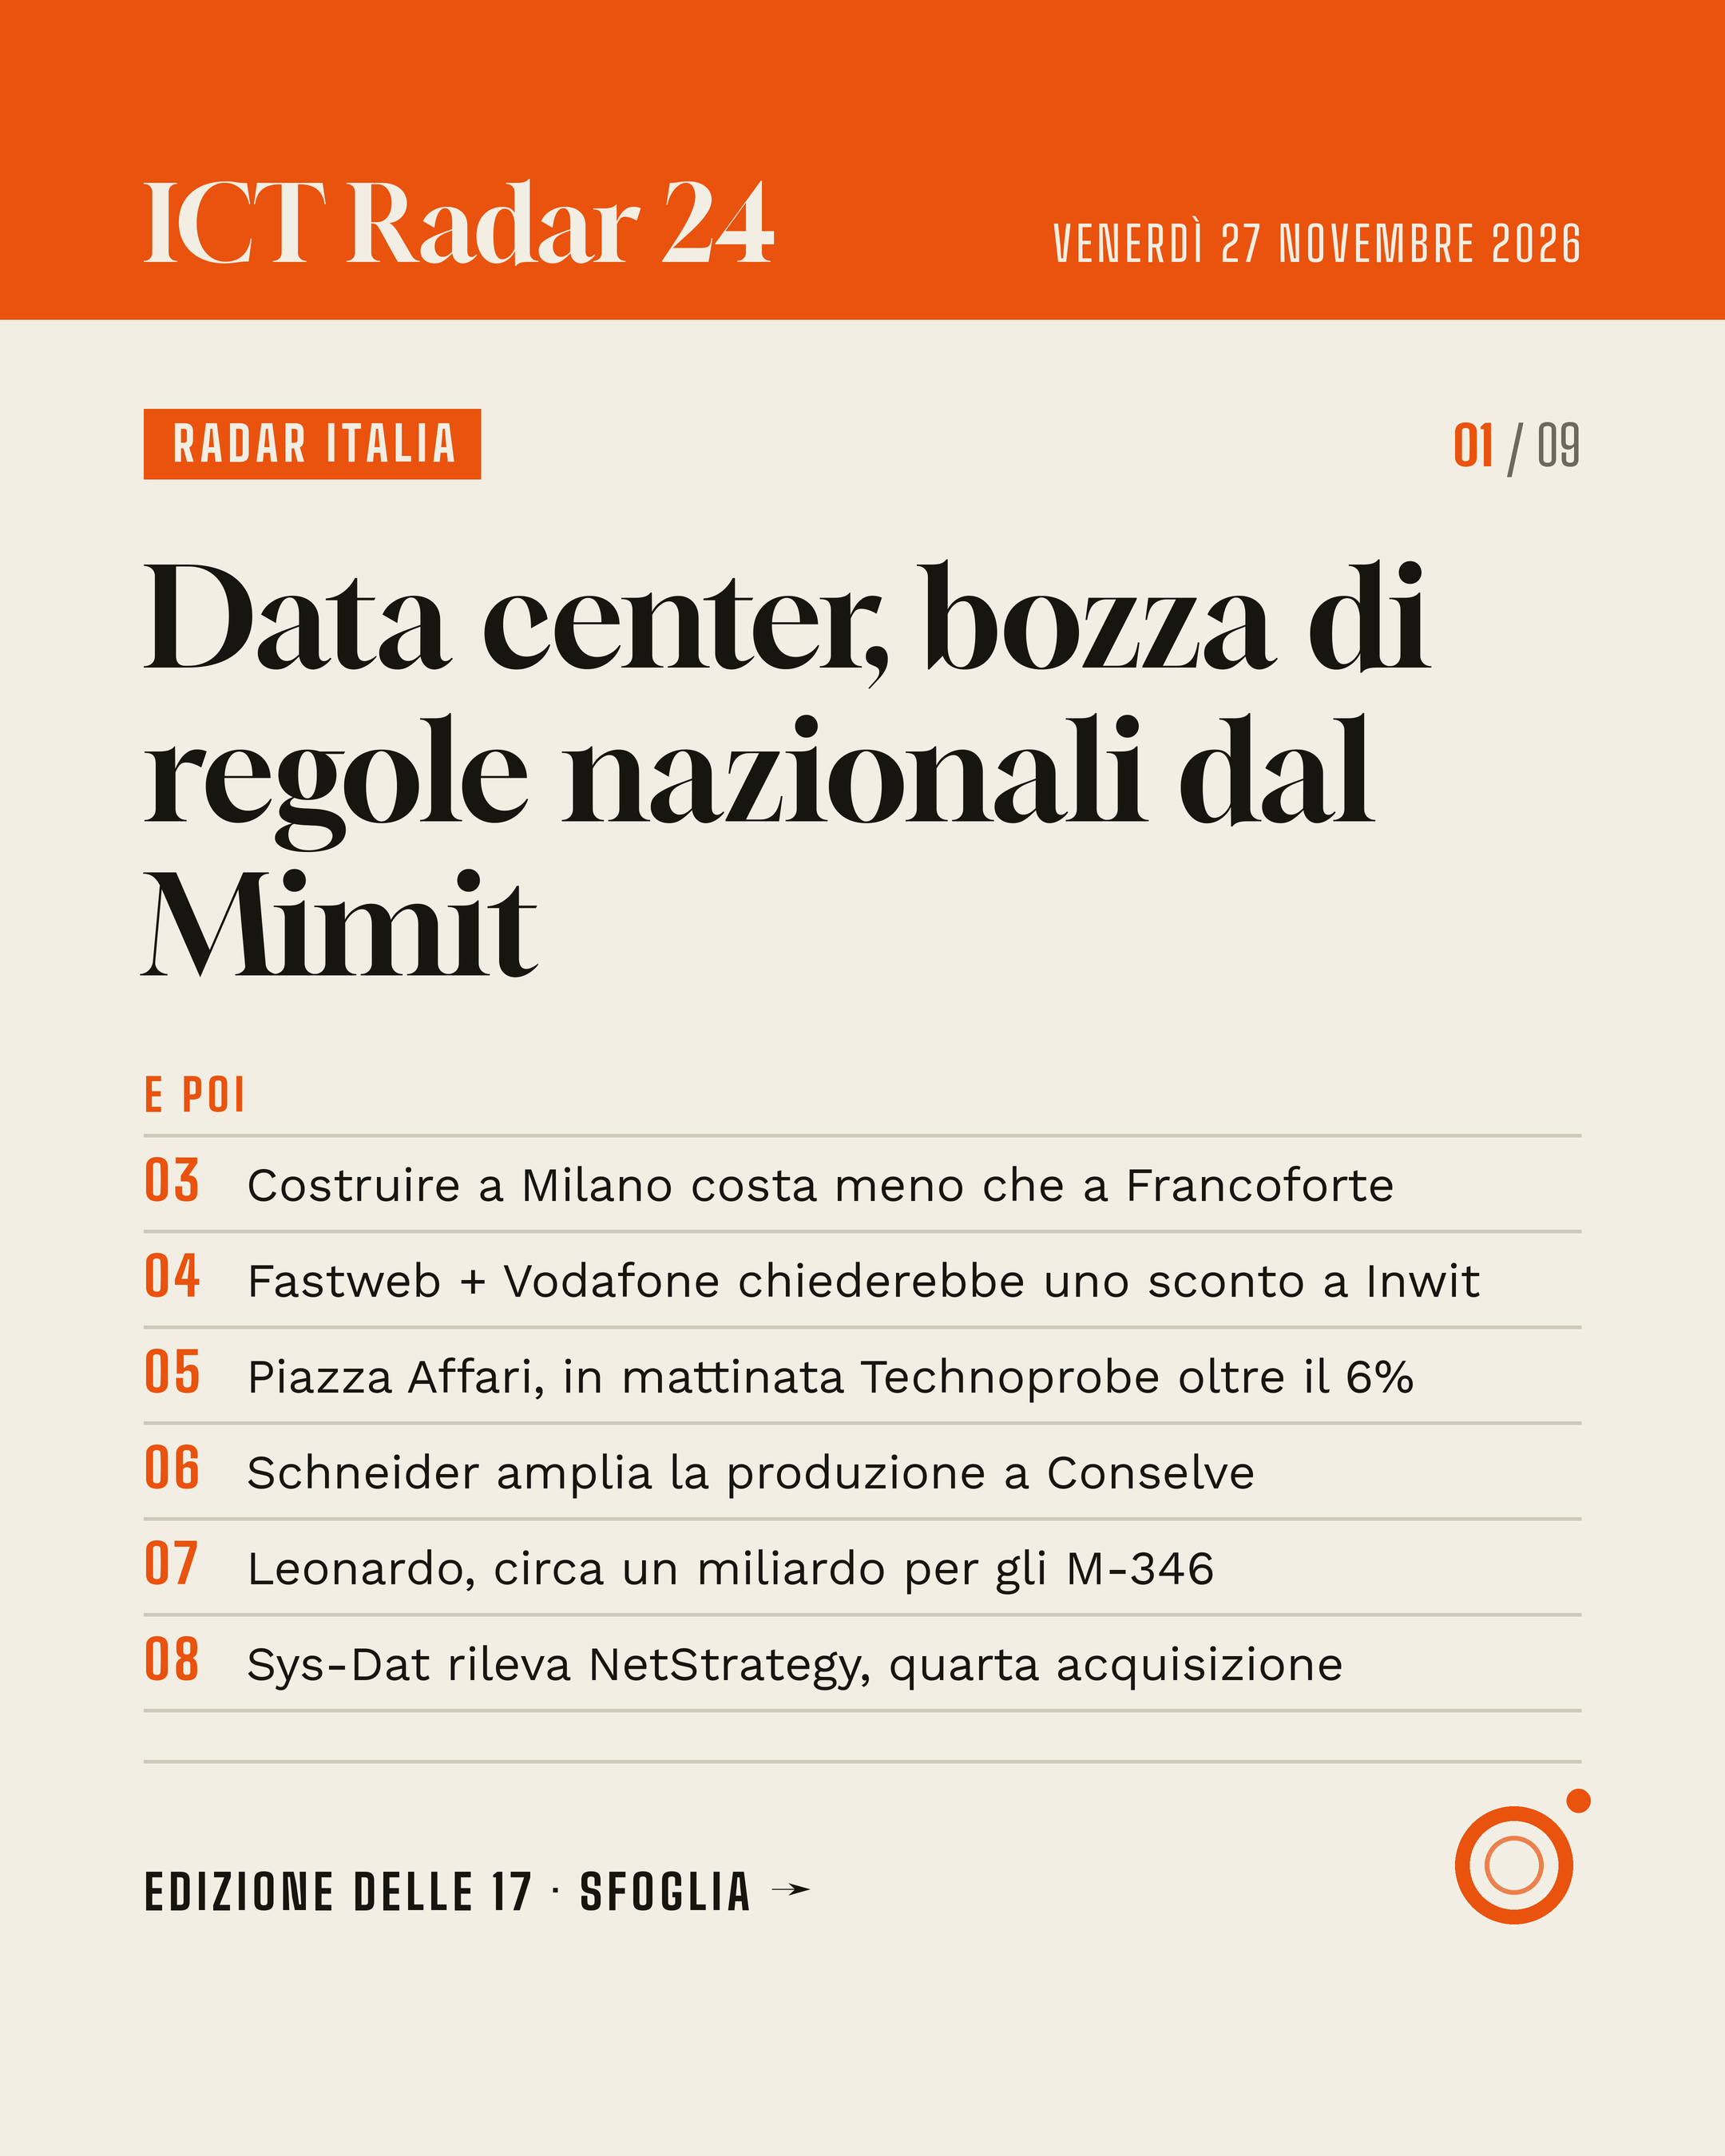 ICT Radar 24
VENERDÌ 27 NOVEMBRE 2026
RADAR ITALIA
01 / 09
Data center, bozza di
regole nazionali dal
Mimit
E POI
03 Costruire a Milano costa meno che a Francoforte
04 Fastweb + Vodafone chiederebbe uno sconto a Inwit
05 Piazza Affari, in mattinata Technoprobe oltre il 6%
06 Schneider amplia la produzione a Conselve
07 Leonardo, circa un miliardo per gli M-346
08 Sys-Dat rileva NetStrategy, quarta acquisizione
EDIZIONE DELLE 17 · SFOGLIA →